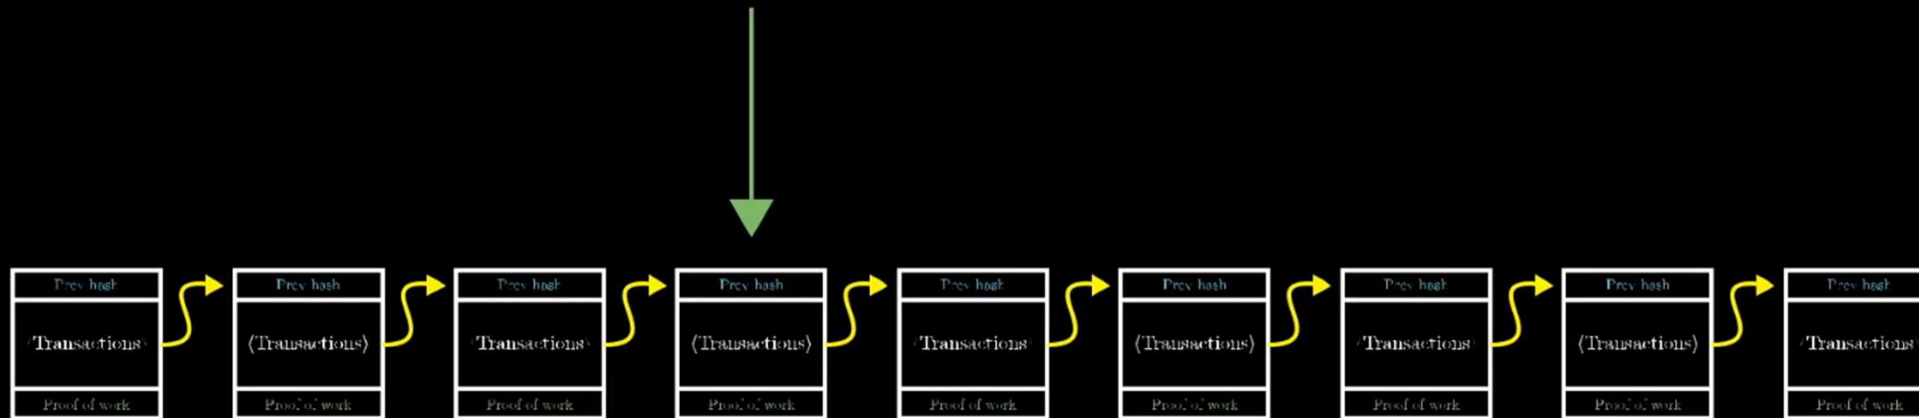 Prev hash Prev hash Prev hash Prev hash Prev hash Prev hash Prev hash Prev hash Prev hash
⟨Transactions⟩ ⟨Transactions⟩ ⟨Transactions⟩ ⟨Transactions⟩ ⟨Transactions⟩ ⟨Transactions⟩ ⟨Transactions⟩ ⟨Transactions⟩ ⟨Transactions⟩
Proof of work Proof of work Proof of work Proof of work Proof of work Proof of work Proof of work Proof of work Proof of work